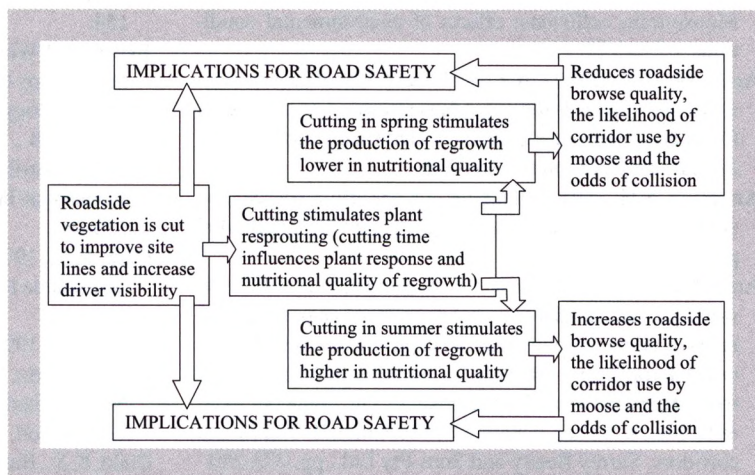 IMPLICATIONS FOR ROAD SAFETY
Reduces roadside
browse quality,
the likelihood of
corridor use by
moose and the
odds of collision
Cutting in spring stimulates
the production of regrowth
lower in nutritional quality
Roadside
vegetation is cut
to improve site
lines and increase
driver visibility
Cutting stimulates plant
resprouting (cutting time
influences plant response and
nutritional quality of regrowth)
Cutting in summer stimulates
the production of regrowth
higher in nutritional quality
Increases roadside
browse quality,
the likelihood of
corridor use by
moose and the
odds of collision
IMPLICATIONS FOR ROAD SAFETY